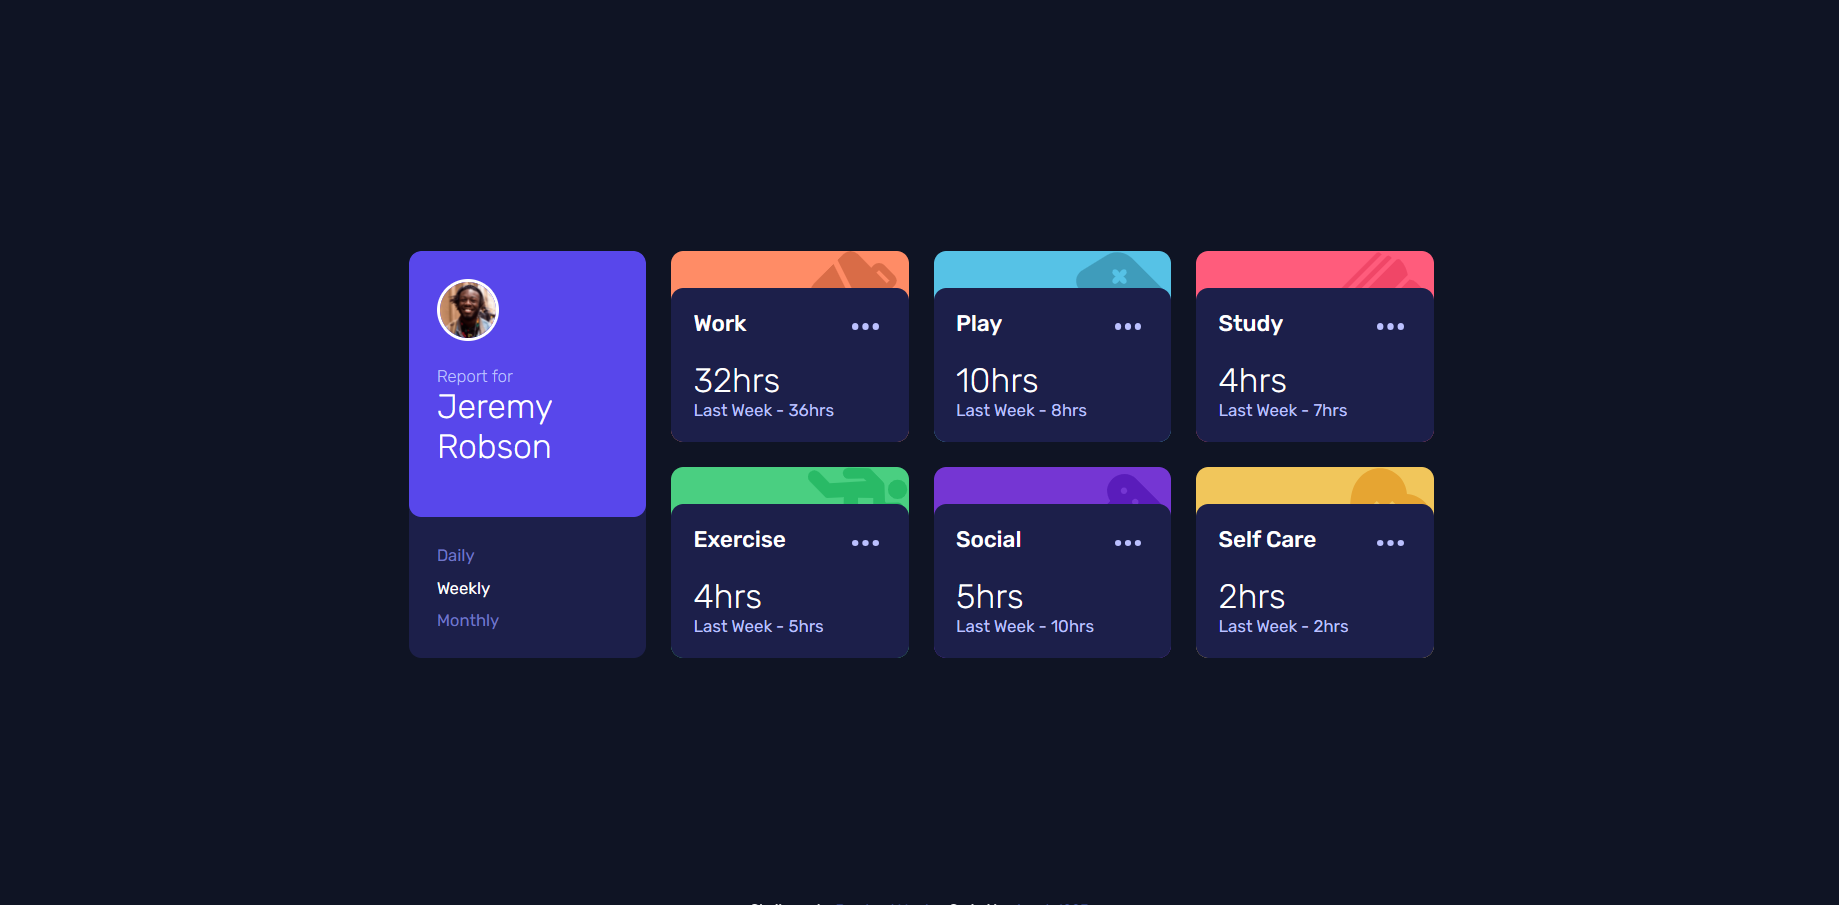 Report for
Jeremy
Robson
Daily
Weekly
Monthly
Work
32hrs
Last Week - 36hrs
Play
10hrs
Last Week - 8hrs
Study
4hrs
Last Week - 7hrs
Exercise
4hrs
Last Week - 5hrs
Social
5hrs
Last Week - 10hrs
Self Care
2hrs
Last Week - 2hrs